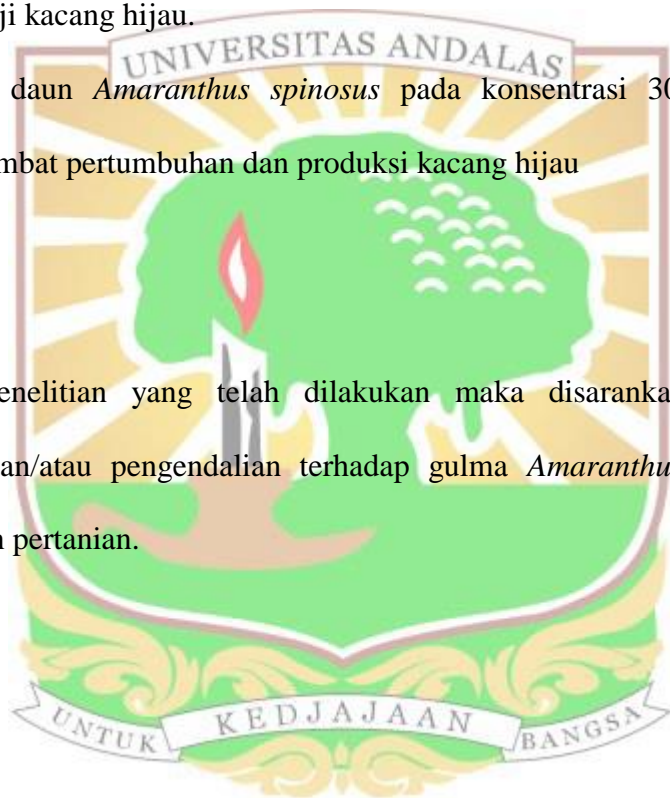 ji kacang hijau.
UNIVERSITAS ANDALAS
daun Amaranthus spinosus pada konsentrasi 30
mbat pertumbuhan dan produksi kacang hijau
enelitian yang telah dilakukan maka disaranka
an/atau pengendalian terhadap gulma Amaranthu
n pertanian.
UNTUK KEDJAJAAN BANGSA